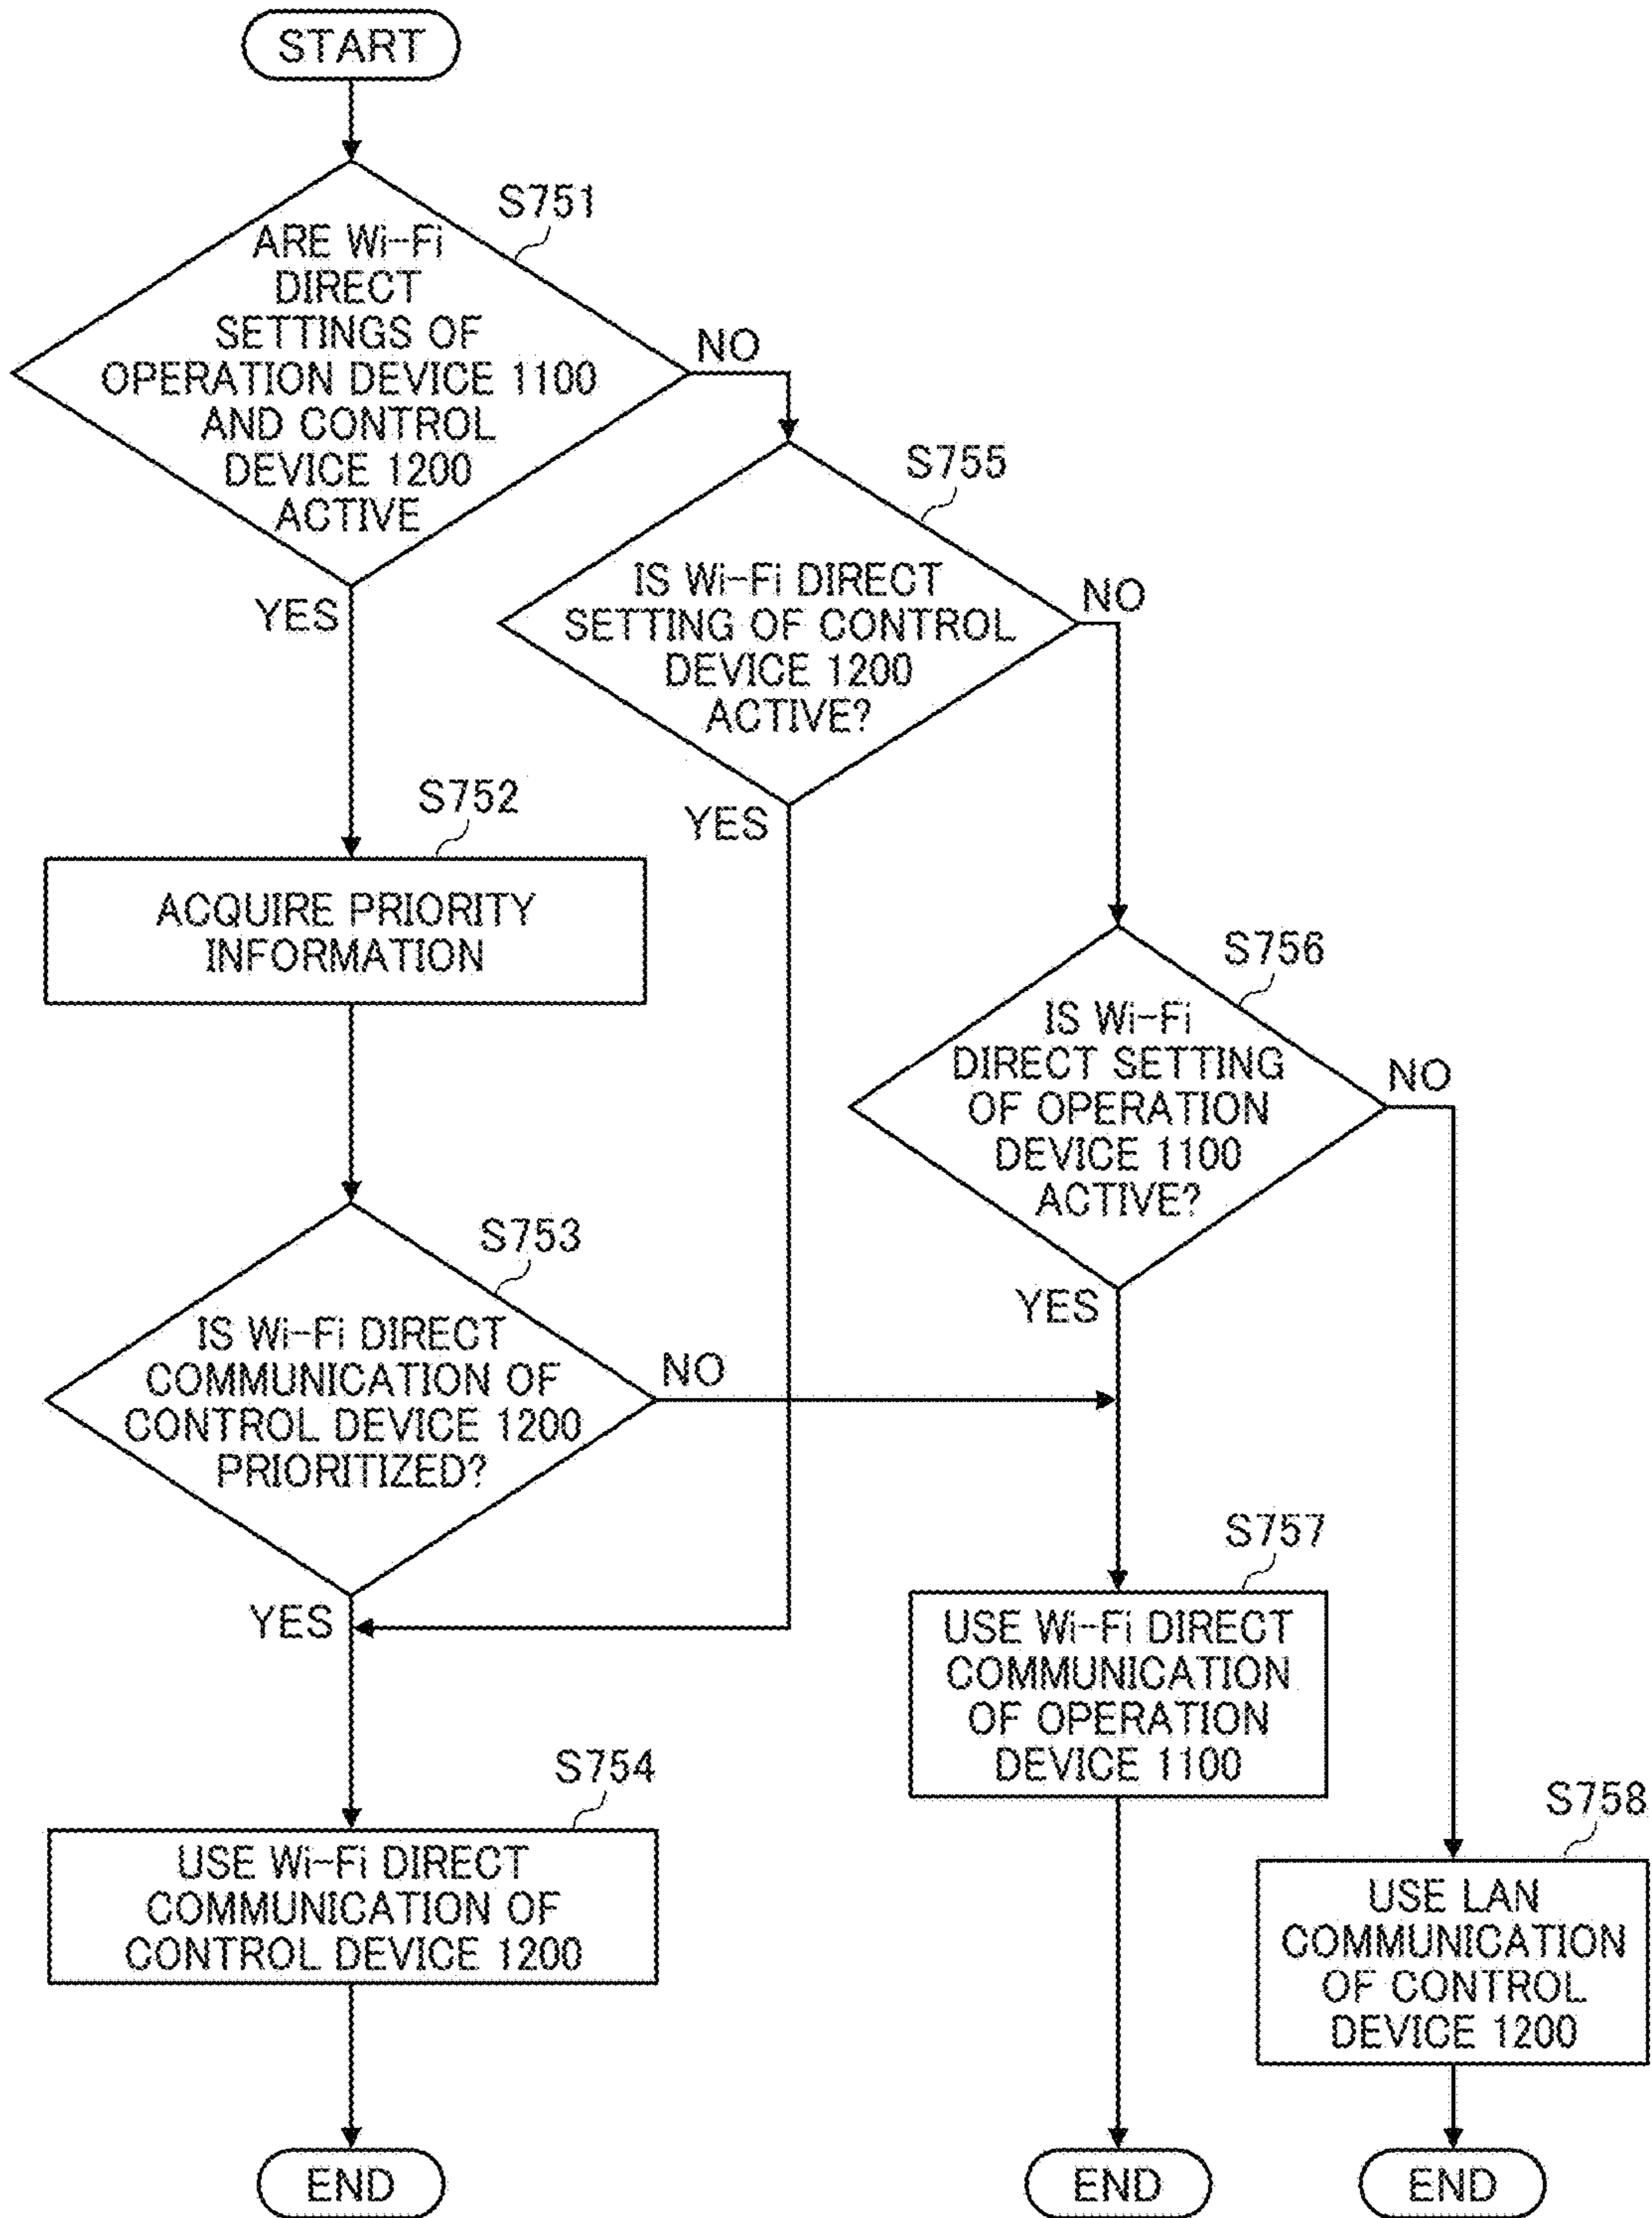 START
S751
ARE Wi-Fi
DIRECT
SETTINGS OF
OPERATION DEVICE 1100
AND CONTROL
DEVICE 1200
ACTIVE
NO
YES
S755
IS Wi-Fi DIRECT
SETTING OF CONTROL
DEVICE 1200
ACTIVE?
NO
YES
S752
ACQUIRE PRIORITY
INFORMATION
S756
IS Wi-Fi
DIRECT SETTING
OF OPERATION
DEVICE 1100
ACTIVE?
NO
YES
S753
IS Wi-Fi DIRECT
COMMUNICATION OF
CONTROL DEVICE 1200
PRIORITIZED?
NO
YES
S757
USE Wi-Fi DIRECT
COMMUNICATION
OF OPERATION
DEVICE 1100
S754
USE Wi-Fi DIRECT
COMMUNICATION OF
CONTROL DEVICE 1200
S758
USE LAN
COMMUNICATION
OF CONTROL
DEVICE 1200
END
END
END